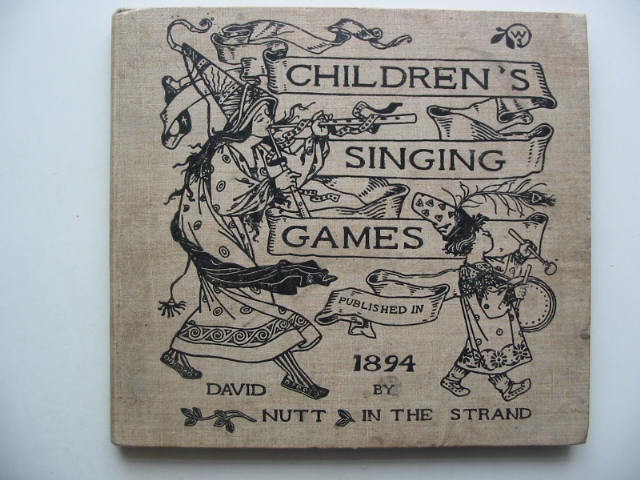 W
CHILDREN'S
SINGING
GAMES
PUBLISHED IN
1894
DAVID BY
NUTT IN THE STRAND